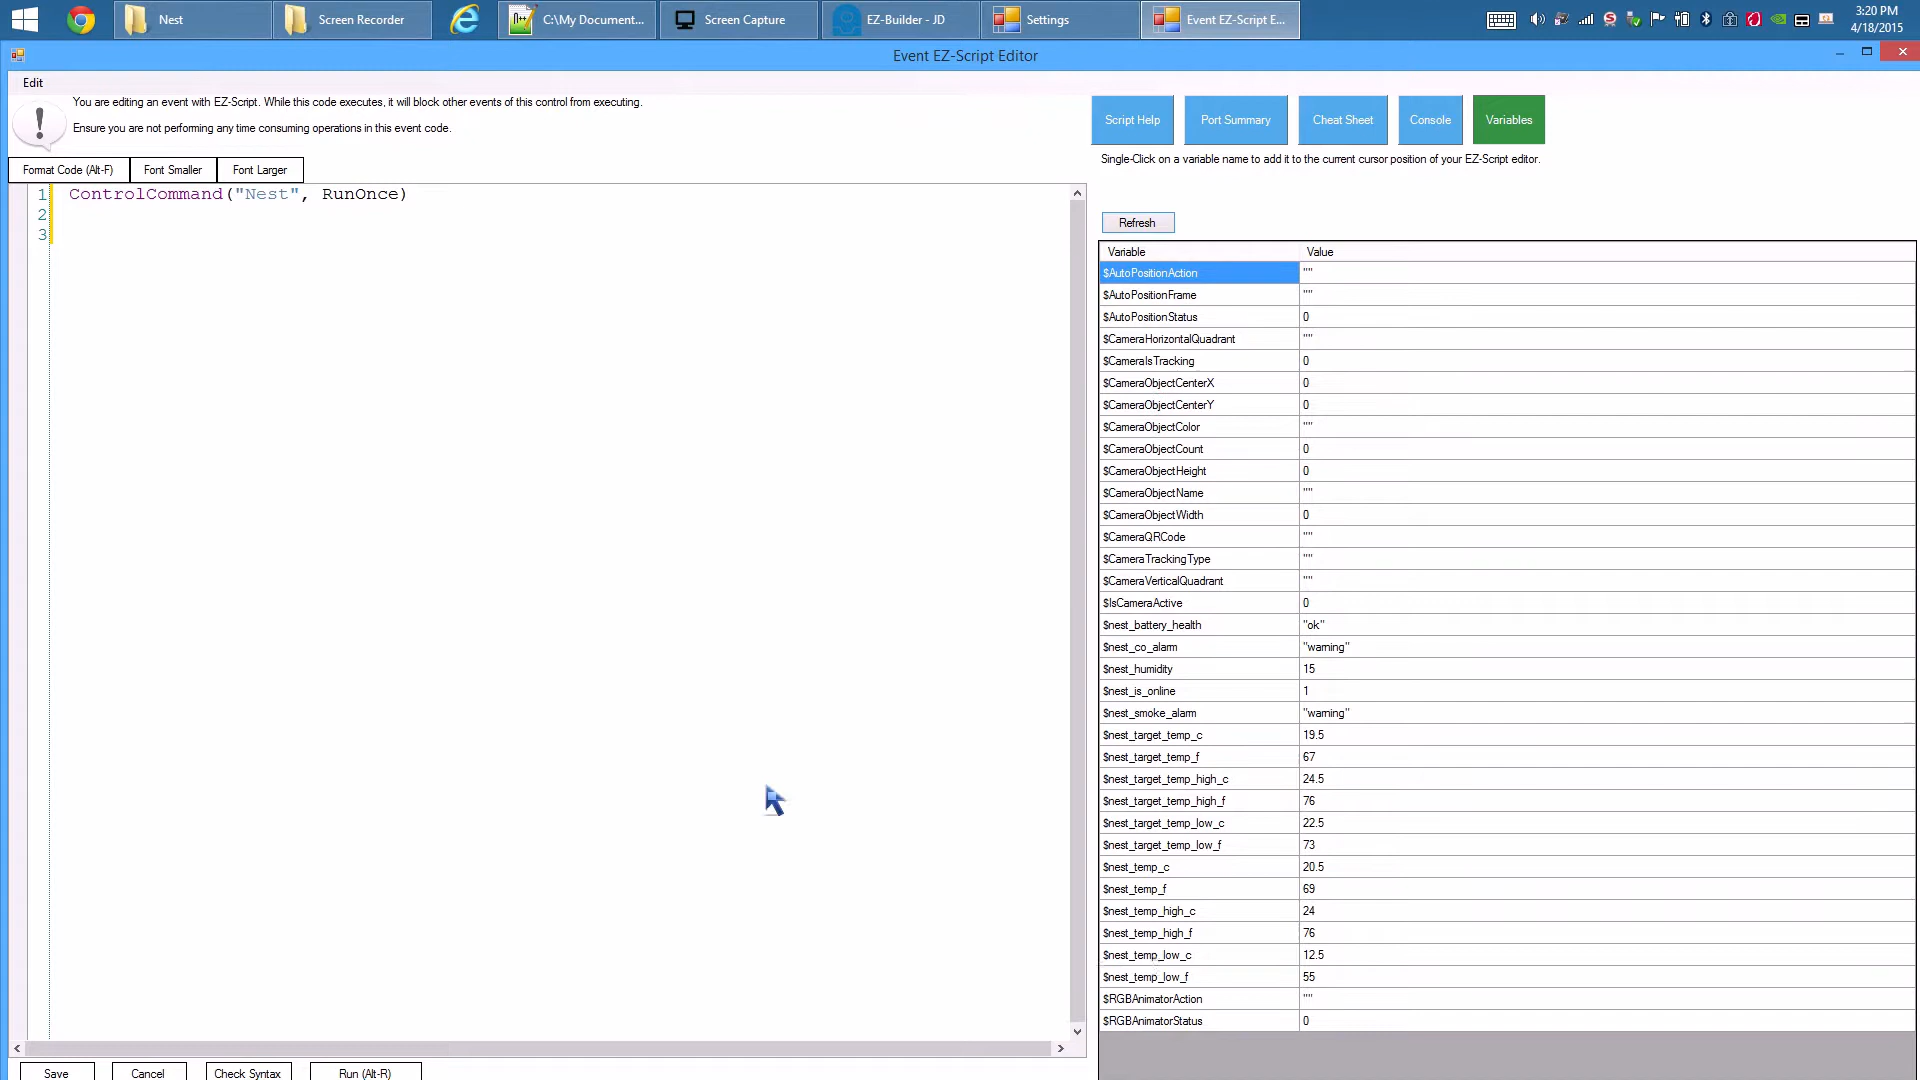 Nest
Screen Recorder
C:\My Document...
Screen Capture
EZ-Builder - JD
Settings
Event EZ-Script E...
3:20 PM
4/18/2015
Event EZ-Script Editor
Edit
You are editing an event with EZ-Script. While this code executes, it will block other events of this control from executing.
Ensure you are not performing any time consuming operations in this event code.
Script Help
Port Summary
Cheat Sheet
Console
Variables
Single-Click on a variable name to add it to the current cursor position of your EZ-Script editor.
Format Code (Alt-F)
Font Smaller
Font Larger
1 ControlCommand("Nest", RunOnce)
2
3
Refresh
Variable Value
$AutoPositionAction ""
$AutoPositionFrame ""
$AutoPositionStatus 0
$CameraHorizontalQuadrant ""
$CameraIsTracking 0
$CameraObjectCenterX 0
$CameraObjectCenterY 0
$CameraObjectColor ""
$CameraObjectCount 0
$CameraObjectHeight 0
$CameraObjectName ""
$CameraObjectWidth 0
$CameraQRCode ""
$CameraTrackingType ""
$CameraVerticalQuadrant ""
$IsCameraActive 0
$nest_battery_health "ok"
$nest_co_alarm "warning"
$nest_humidity 15
$nest_is_online 1
$nest_smoke_alarm "warning"
$nest_target_temp_c 19.5
$nest_target_temp_f 67
$nest_target_temp_high_c 24.5
$nest_target_temp_high_f 76
$nest_target_temp_low_c 22.5
$nest_target_temp_low_f 73
$nest_temp_c 20.5
$nest_temp_f 69
$nest_temp_high_c 24
$nest_temp_high_f 76
$nest_temp_low_c 12.5
$nest_temp_low_f 55
$RGBAnimatorAction ""
$RGBAnimatorStatus 0
Save
Cancel
Check Syntax
Run (Alt-R)